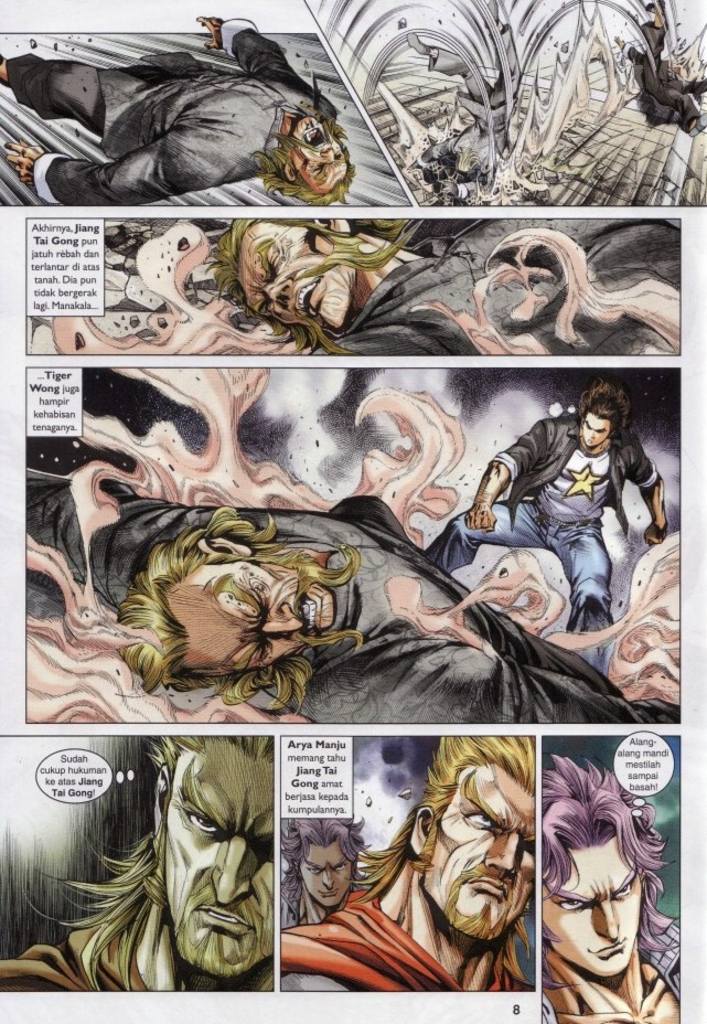 Akhirnya, Jiang
Tai Gong pun
jatuh rebah dan
terlantar di atas
tanah. Dia pun
tidak bergerak
lagi. Manakala...
...Tiger
Wong juga
hampir
kehabisan
tenaganya.
Sudah
cukup hukuman
ke atas Jiang
Tai Gong!
Arya Manju
memang tahu
Jiang Tai
Gong amat
berjasa kepada
kumpulannya.
Alang-
alang mandi
mestilah
sampai
basah!
8